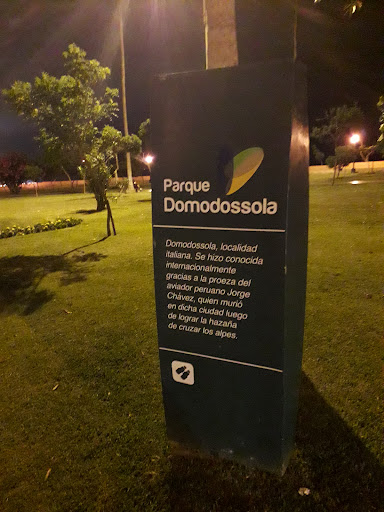 Parque
Domodossola
Domodossola, localidad
italiana. Se hizo conocida
internacionalmente
gracias a la proeza del
aviador peruano Jorge
Chávez, quien murió
en dicha ciudad luego
de lograr la hazaña
de cruzar los alpes.